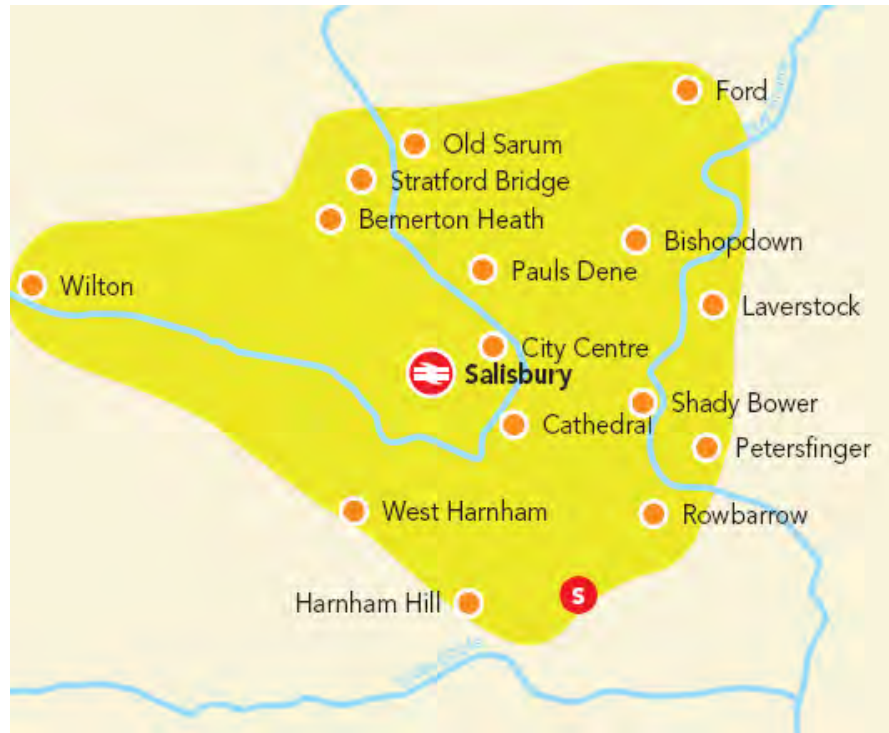 Ford
Old Sarum
Stratford Bridge
Bemerton Heath
Bishopdown
Pauls Dene
Wilton
Laverstock
City Centre
Salisbury
Shady Bower
Cathedral
Petersfinger
West Harnham
Rowbarrow
S
Harnham Hill